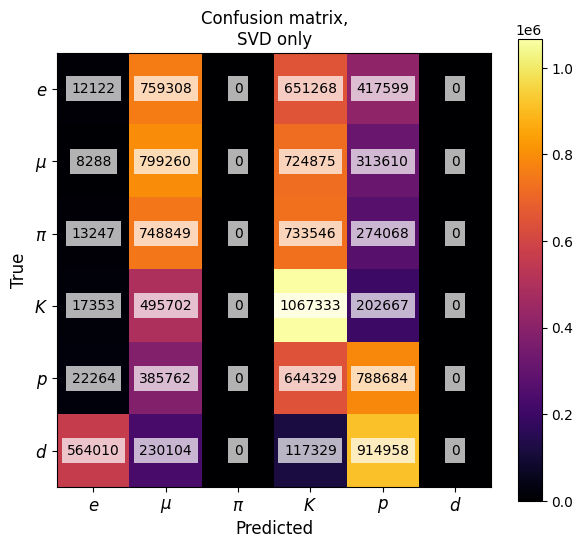 Confusion matrix,
SVD only
1e6
e 12122 759308 0 651268 417599 0
μ 8288 799260 0 724875 313610 0
π 13247 748849 0 733546 274068 0
K 17353 495702 0 1067333 202667 0
p 22264 385762 0 644329 788684 0
d 564010 230104 0 117329 914958 0
e μ π K p d
True
Predicted
1.0
0.8
0.6
0.4
0.2
0.0